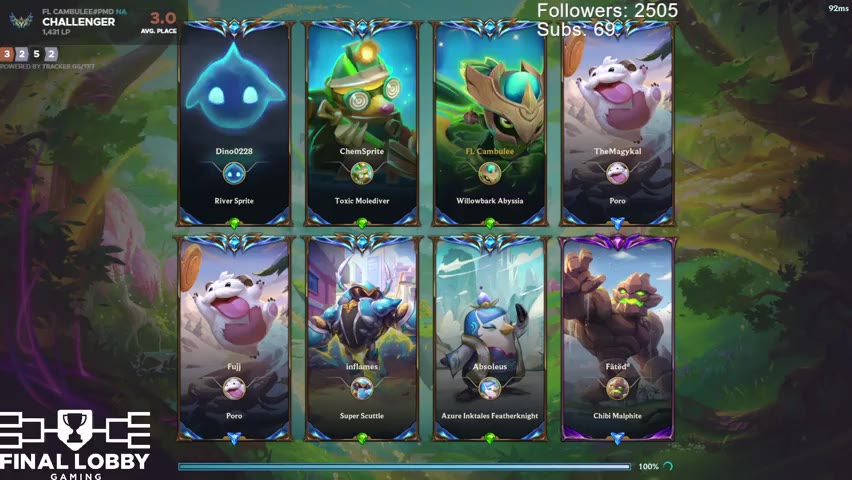 FL CAMBULEE#PMD NA
CHALLENGER
1,431 LP
3.0
AVG. PLACE
3 2 5 2
POWERED BY TRACKER.GG/TFT
Followers: 2505
Subs: 69
92ms
Dino0228
River Sprite
ChemSprite
Toxic Molediver
FL Cambulee
Willowbark Abyssia
TheMagykal
Poro
Fujj
Poro
inflames
Super Scuttle
Absoleus
Azure Inktales Featherknight
Chibi Malphite
100%
FINAL LOBBY
GAMING